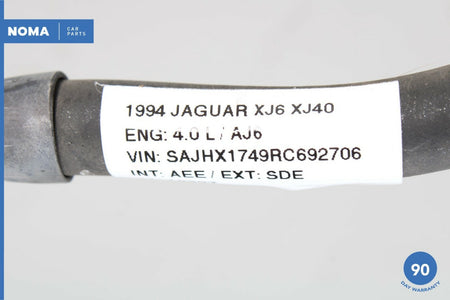 NOMA CAR
PARTS
1994 JAGUAR XJ6 XJ40
ENG: 4.0 L / AJ6
VIN: SAJHX1749RC692706
INT: AEE / EXT: SDE
90
DAY WARRANTY